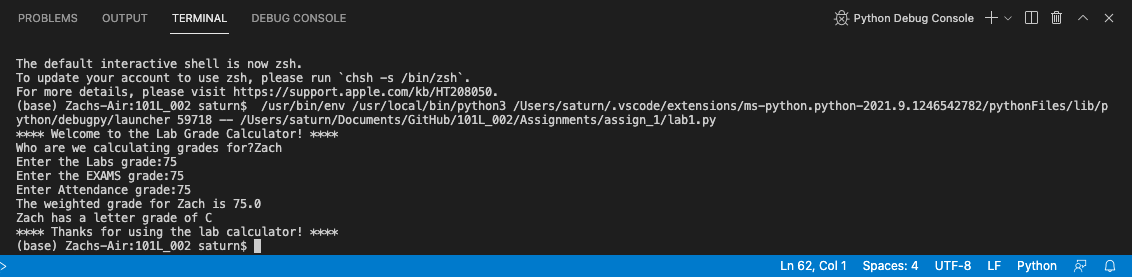 PROBLEMS OUTPUT TERMINAL DEBUG CONSOLE Python Debug Console
The default interactive shell is now zsh.
To update your account to use zsh, please run `chsh -s /bin/zsh`.
For more details, please visit https://support.apple.com/kb/HT208050.
(base) Zachs-Air:101L_002 saturn$  /usr/bin/env /usr/local/bin/python3 /Users/saturn/.vscode/extensions/ms-python.python-2021.9.1246542782/pythonFiles/lib/p
ython/debugpy/launcher 59718 -- /Users/saturn/Documents/GitHub/101L_002/Assignments/assign_1/lab1.py
**** Welcome to the Lab Grade Calculator! ****
Who are we calculating grades for?Zach
Enter the Labs grade:75
Enter the EXAMS grade:75
Enter Attendance grade:75
The weighted grade for Zach is 75.0
Zach has a letter grade of C
**** Thanks for using the lab calculator! ****
(base) Zachs-Air:101L_002 saturn$
Ln 62, Col 1 Spaces: 4 UTF-8 LF Python